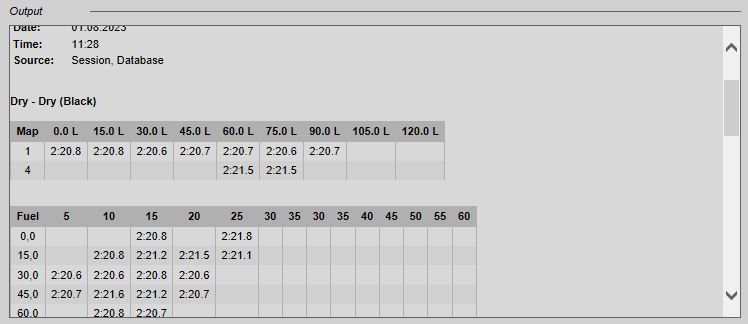 Output
Date: 01.08.2023
Time: 11:28
Source: Session, Database
Dry - Dry (Black)
Map 0.0 L 15.0 L 30.0 L 45.0 L 60.0 L 75.0 L 90.0 L 105.0 L 120.0 L
1 2:20.8 2:20.8 2:20.6 2:20.7 2:20.7 2:20.6 2:20.7
4 2:21.5 2:21.5
Fuel 5 10 15 20 25 30 35 30 35 40 45 50 55 60
0,0 2:20.8 2:21.8
15,0 2:20.8 2:21.2 2:21.5 2:21.1
30,0 2:20.6 2:20.6 2:20.8 2:20.6
45,0 2:20.7 2:21.6 2:21.2 2:20.7
60,0 2:20.8 2:20.7